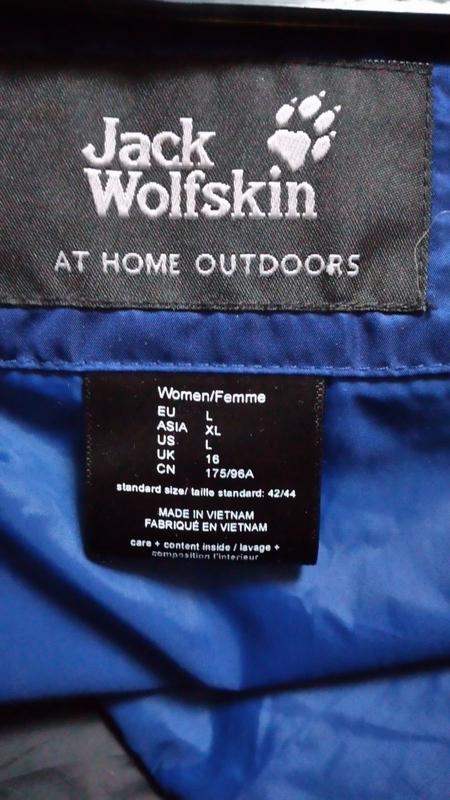 Jack
Wolfskin
AT HOME OUTDOORS
Women/Femme
EU L
ASIA XL
US L
UK 16
CN 175/96A
standard size/ taille standard: 42/44
MADE IN VIETNAM
FABRIQUÉ EN VIETNAM
care + content inside / lavage +
composition l'interieur